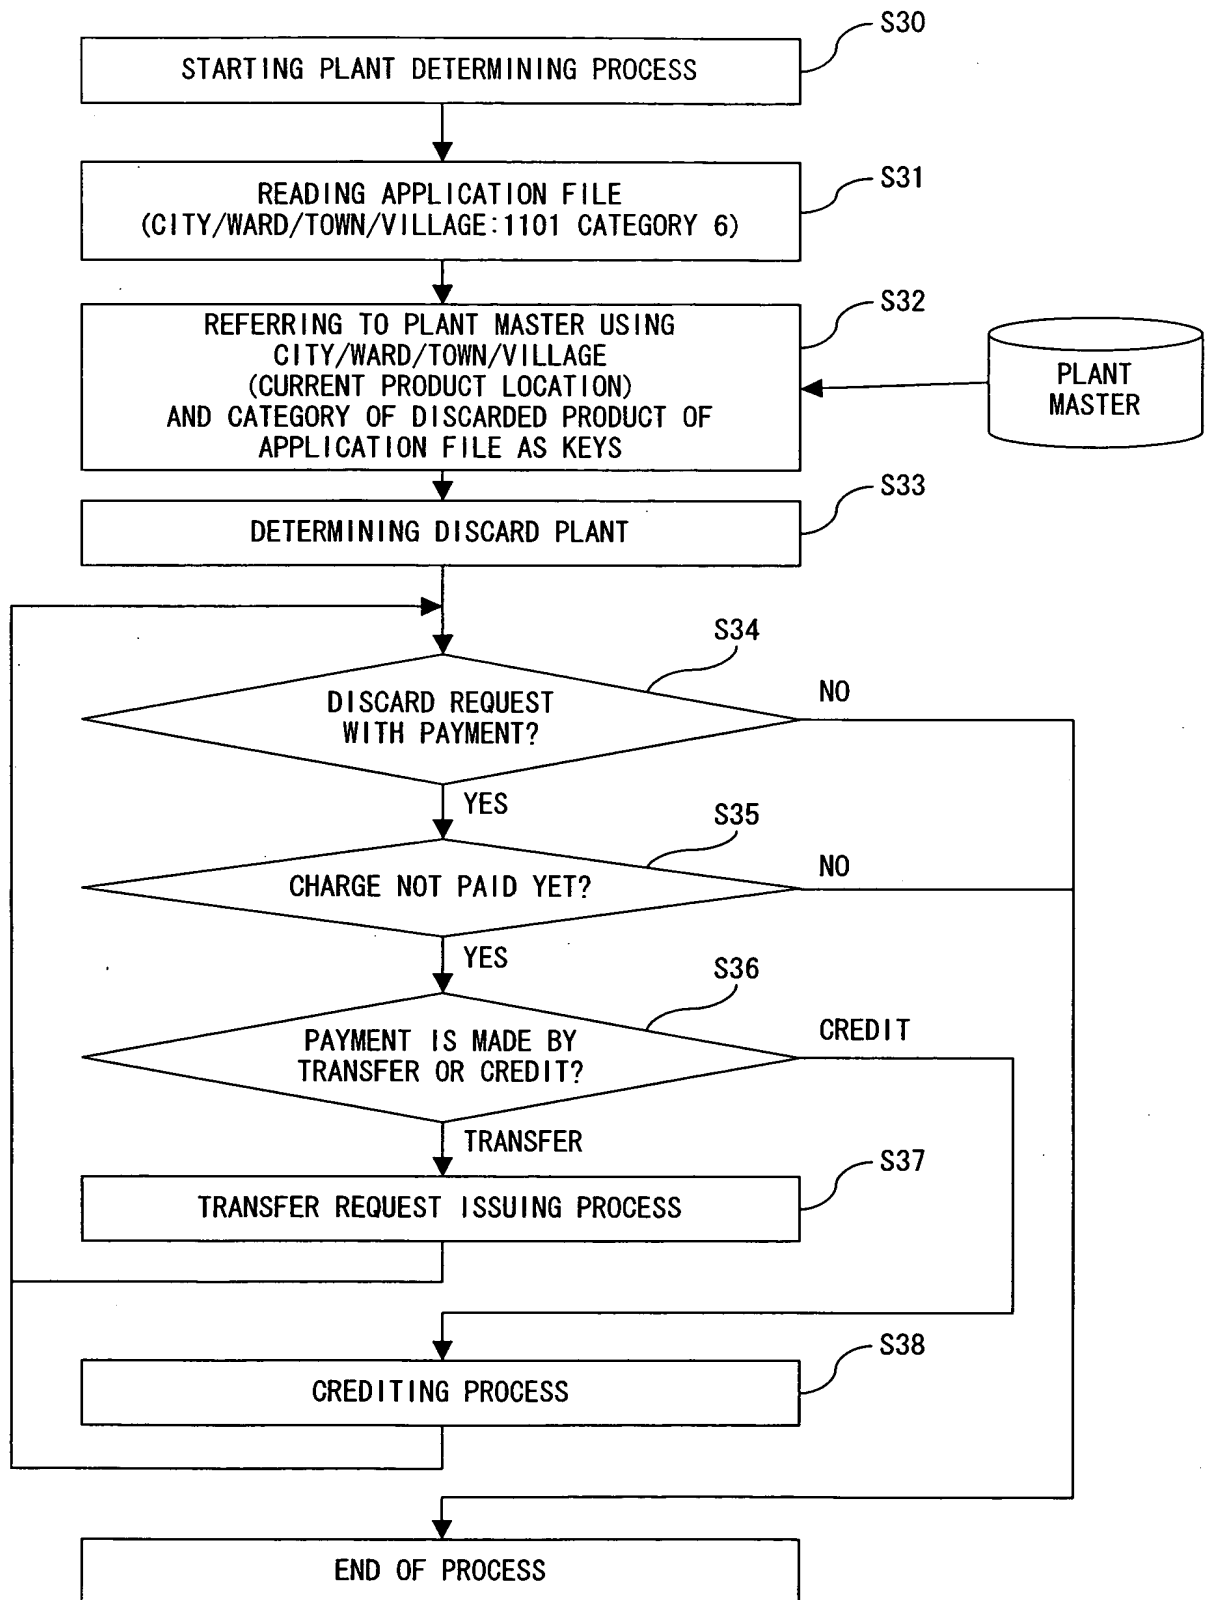 S30
STARTING PLANT DETERMINING PROCESS
S31
READING APPLICATION FILE
(CITY/WARD/TOWN/VILLAGE:1101 CATEGORY 6)
S32
REFERRING TO PLANT MASTER USING
CITY/WARD/TOWN/VILLAGE
(CURRENT PRODUCT LOCATION)
AND CATEGORY OF DISCARDED PRODUCT OF
APPLICATION FILE AS KEYS
PLANT
MASTER
S33
DETERMINING DISCARD PLANT
S34
DISCARD REQUEST
WITH PAYMENT?
NO
YES
S35
CHARGE NOT PAID YET?
NO
YES
S36
PAYMENT IS MADE BY
TRANSFER OR CREDIT?
CREDIT
TRANSFER
S37
TRANSFER REQUEST ISSUING PROCESS
S38
CREDITING PROCESS
END OF PROCESS